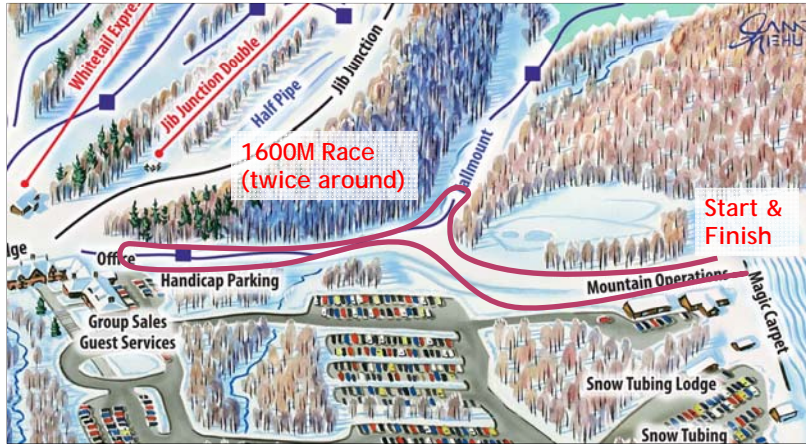 Whitetail Expre
Jib Junction Double
Half Pipe
Jib Junction
1600M Race
(twice around)
allmount
Start &
Finish
dge
Office
Handicap Parking
Mountain Operations
Magic Carpet
Group Sales
Guest Services
Snow Tubing Lodge
Snow Tubing